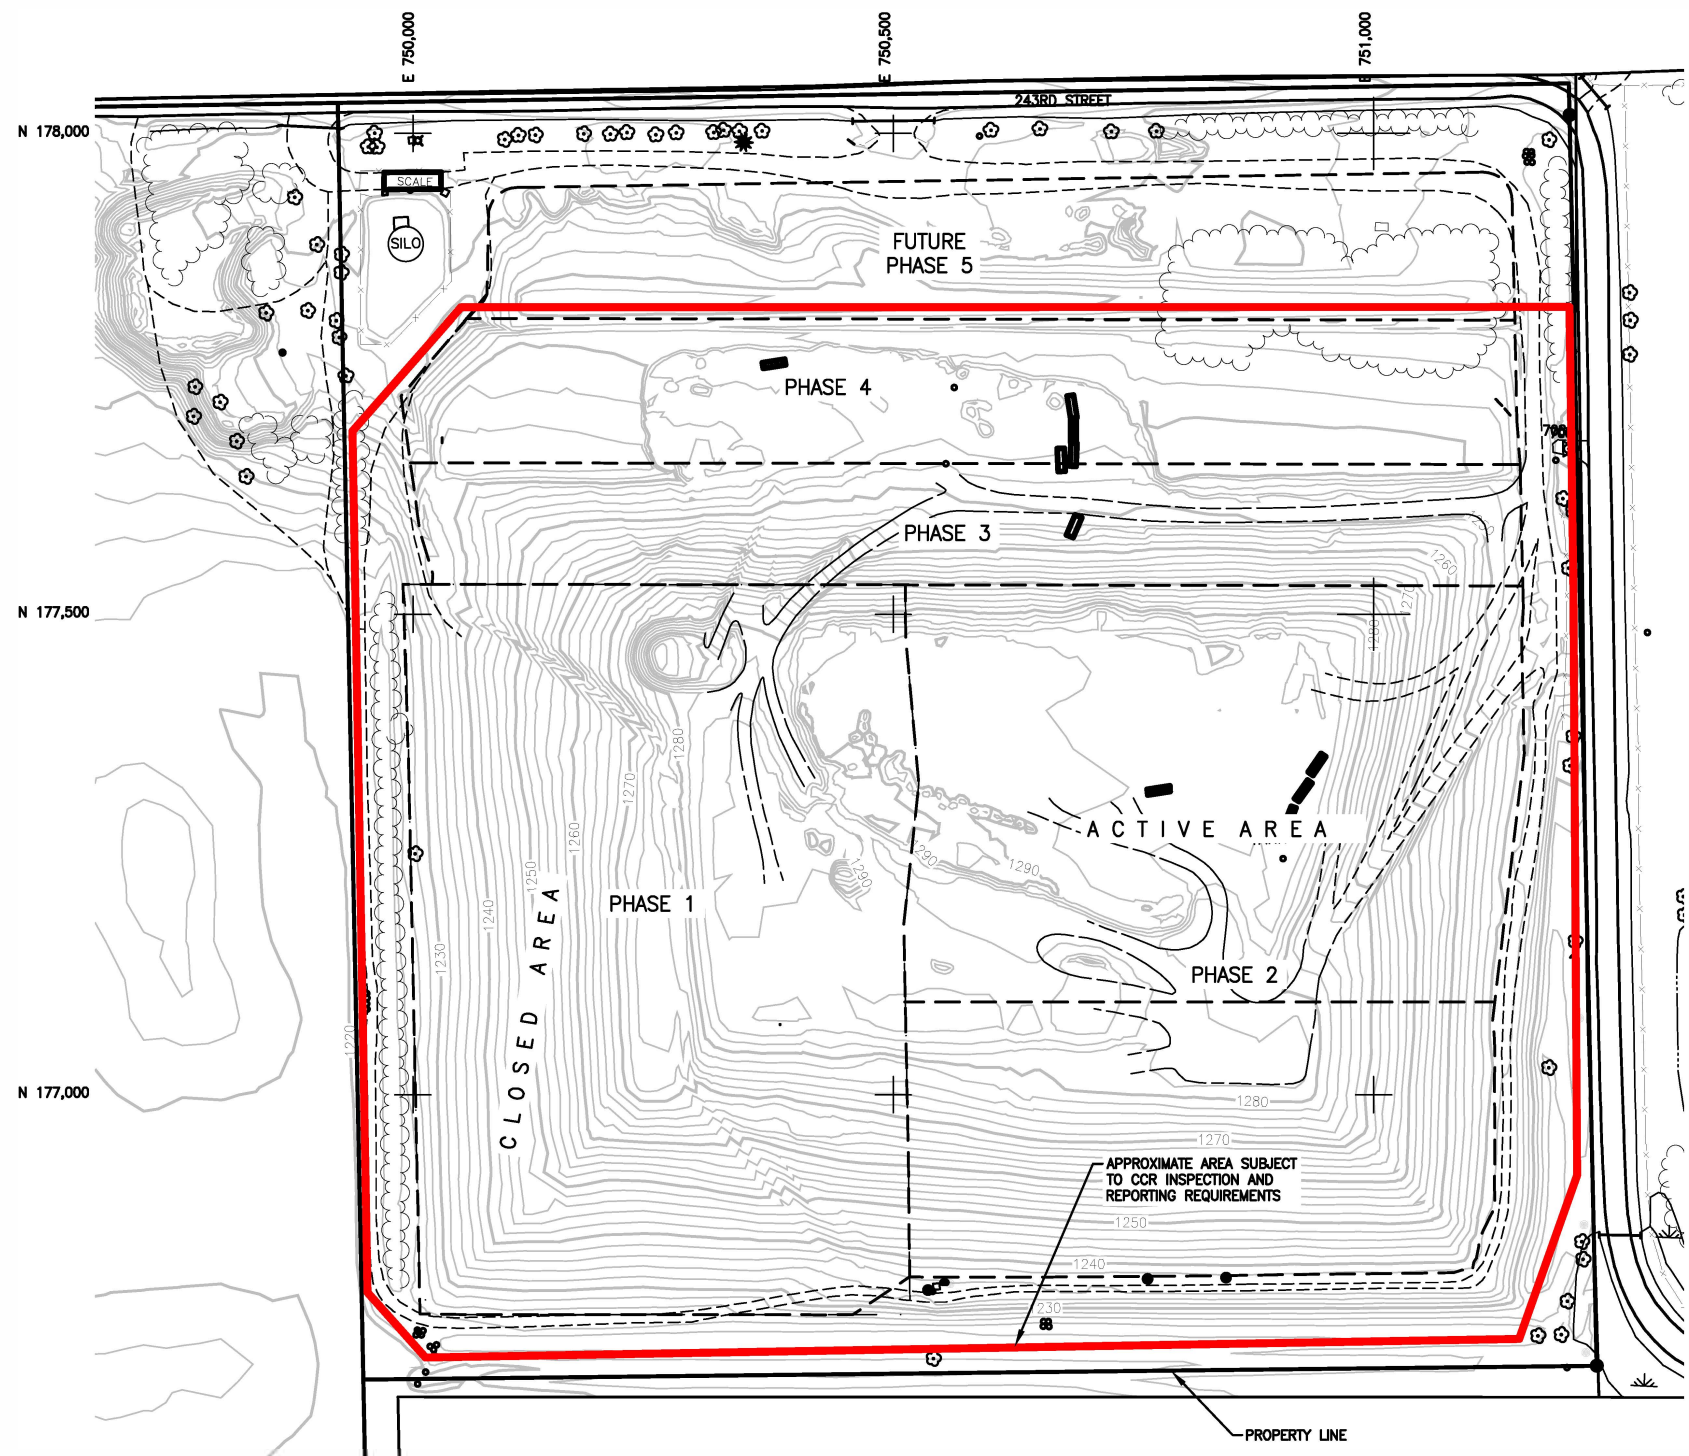 E 750,000
E 750,500
E 751,000
243RD STREET
N 178,000
SCALE
SILO
FUTURE
PHASE 5
PHASE 4
PHASE 3
1260
1270
1280
N 177,500
1280
1270
1260
1250
1240
1230
1220
ACTIVE AREA
1290
1290
1290
PHASE 1
CLOSED AREA
PHASE 2
N 177,000
1280
1270
APPROXIMATE AREA SUBJECT
TO CCR INSPECTION AND
REPORTING REQUIREMENTS
1250
1240
230
PROPERTY LINE